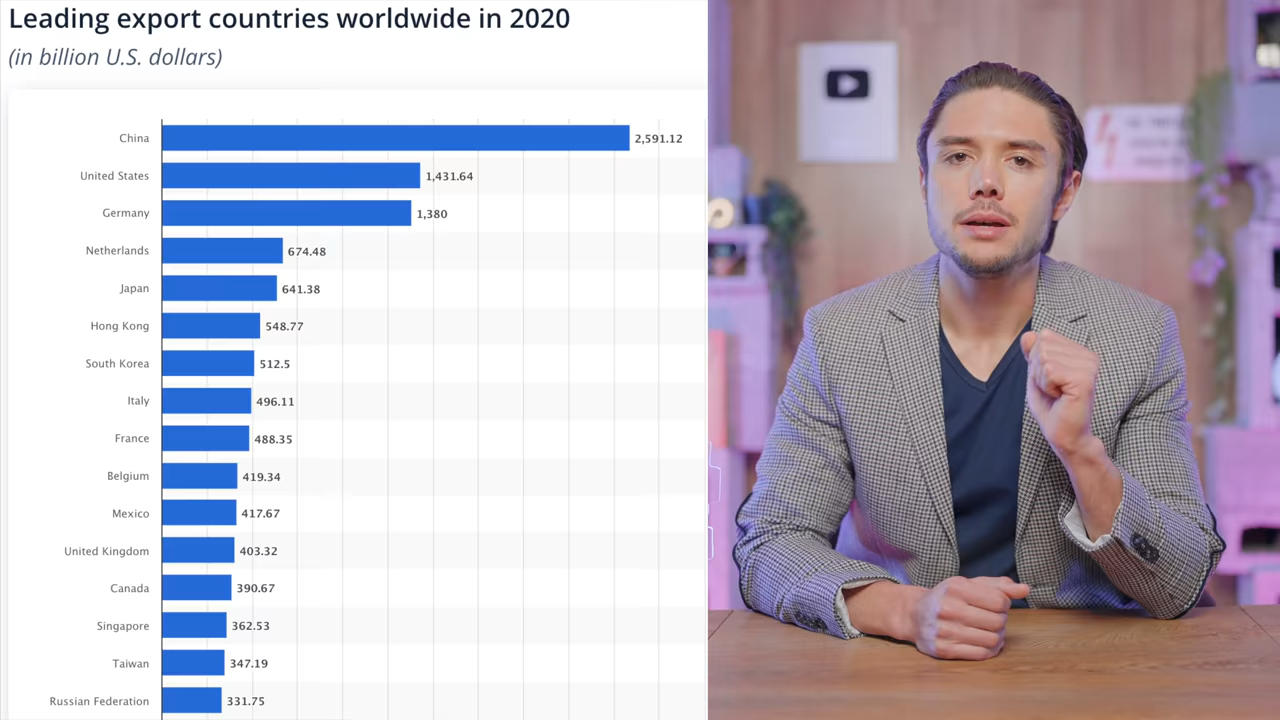 Leading export countries worldwide in 2020
(in billion U.S. dollars)
China 2,591.12
United States 1,431.64
Germany 1,380
Netherlands 674.48
Japan 641.38
Hong Kong 548.77
South Korea 512.5
Italy 496.11
France 488.35
Belgium 419.34
Mexico 417.67
United Kingdom 403.32
Canada 390.67
Singapore 362.53
Taiwan 347.19
Russian Federation 331.75